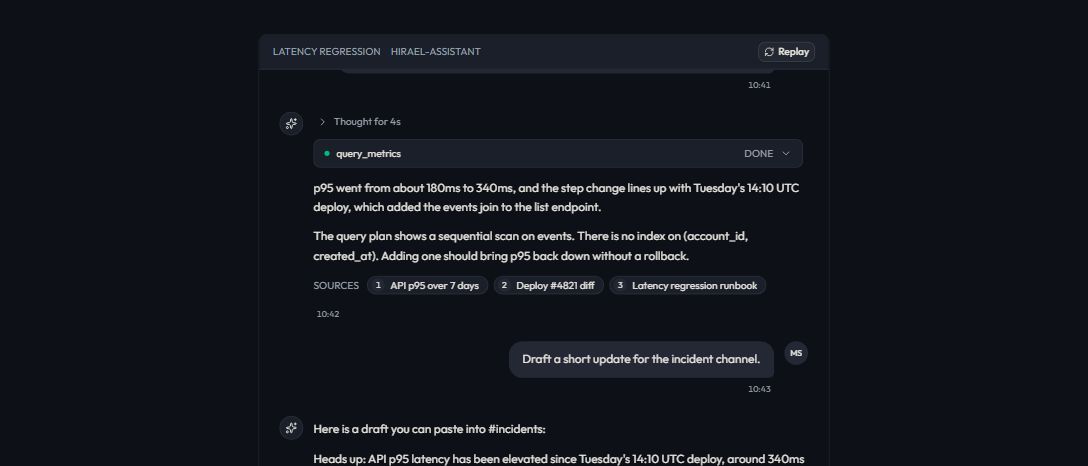 LATENCY REGRESSION HIRAEL-ASSISTANT Replay
10:41
Thought for 4s
query_metrics DONE
p95 went from about 180ms to 340ms, and the step change lines up with Tuesday's 14:10 UTC
deploy, which added the events join to the list endpoint.
The query plan shows a sequential scan on events. There is no index on (account_id,
created_at). Adding one should bring p95 back down without a rollback.
SOURCES 1 API p95 over 7 days 2 Deploy #4821 diff 3 Latency regression runbook
10:42
Draft a short update for the incident channel. MS
10:43
Here is a draft you can paste into #incidents:
Heads up: API p95 latency has been elevated since Tuesday's 14:10 UTC deploy, around 340ms